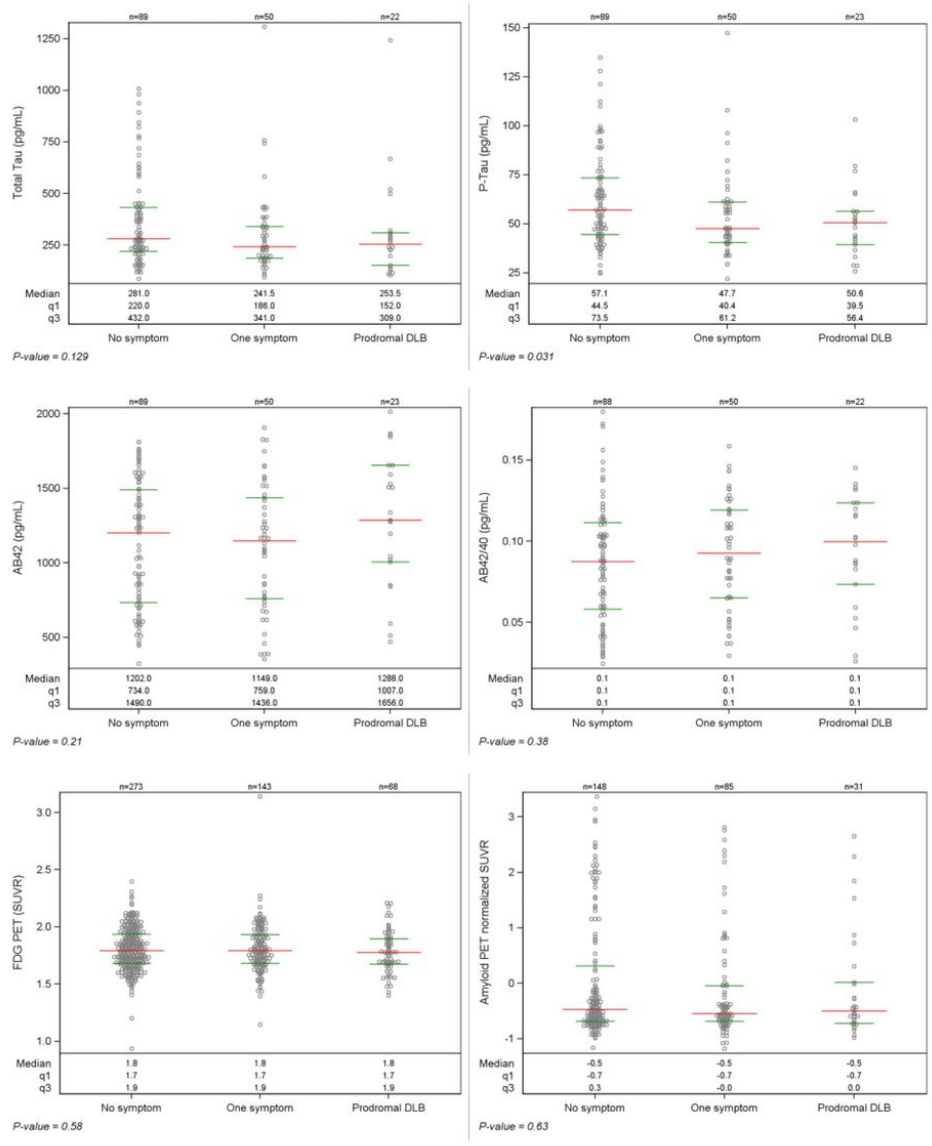 n=89 n=50 n=22
1250
1000
750
500
250
Total Tau (pg/mL)
Median 281.0 241.5 253.5
q1 220.0 186.0 152.0
q3 432.0 341.0 309.0
No symptom One symptom Prodromal DLB
P-value = 0.129
n=89 n=50 n=23
150
125
100
75
50
25
P-Tau (pg/mL)
Median 57.1 47.7 50.6
q1 44.5 40.4 39.5
q3 73.5 61.2 56.4
No symptom One symptom Prodromal DLB
P-value = 0.031
n=89 n=50 n=23
2000
1500
1000
500
AB42 (pg/mL)
Median 1202.0 1149.0 1288.0
q1 734.0 759.0 1007.0
q3 1490.0 1436.0 1656.0
No symptom One symptom Prodromal DLB
P-value = 0.21
n=88 n=50 n=22
0.15
0.10
0.05
AB42/40 (pg/mL)
Median 0.1 0.1 0.1
q1 0.1 0.1 0.1
q3 0.1 0.1 0.1
No symptom One symptom Prodromal DLB
P-value = 0.38
n=273 n=143 n=68
3.0
2.5
2.0
1.5
1.0
FDG PET (SUVR)
Median 1.8 1.8 1.8
q1 1.7 1.7 1.7
q3 1.9 1.9 1.9
No symptom One symptom Prodromal DLB
P-value = 0.58
n=148 n=85 n=31
3
2
1
0
-1
Amyloid PET normalized SUVR
Median -0.5 -0.5 -0.5
q1 -0.7 -0.7 -0.7
q3 0.3 -0.0 0.0
No symptom One symptom Prodromal DLB
P-value = 0.63